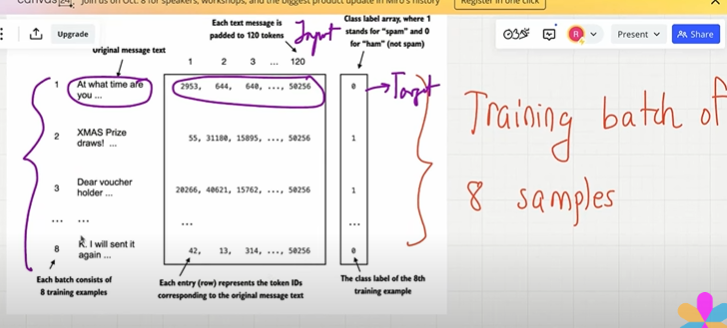 Join us on Oct. 8 for speakers, workshops, and the biggest product update in Miro's history
Register in one click
Upgrade
Present
Share
original message text
Each text message is
padded to 120 tokens
Input
Class label array, where 1
stands for "spam" and 0
for "ham" (not spam)
1 2 3 ... 120
1 At what time are
you ...
2953, 644, 640, ..., 50256
0
Target
2 XMAS Prize
draws! ...
55, 31180, 15895, ..., 50256
1
3 Dear voucher
holder ...
20266, 40621, 15762, ..., 50256
1
... ...
...
...
8 K. I will sent it
again ...
42, 13, 314, ..., 50256
0
Each batch consists of
8 training examples
Each entry (row) represents the token IDs
corresponding to the original message text
The class label of the 8th
training example
Training batch of
8 samples